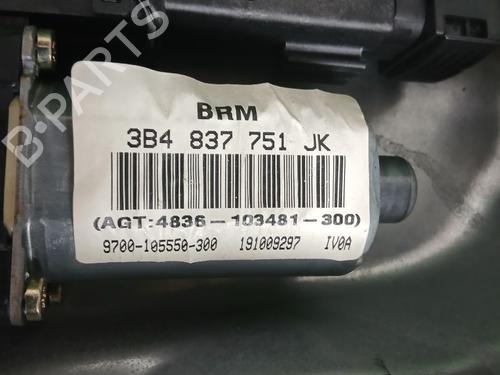 BRM
3B4 837 751 JK
(AGT:4836-103481-300)
9700-105550-300 191009297 IV0A
B-PARTS